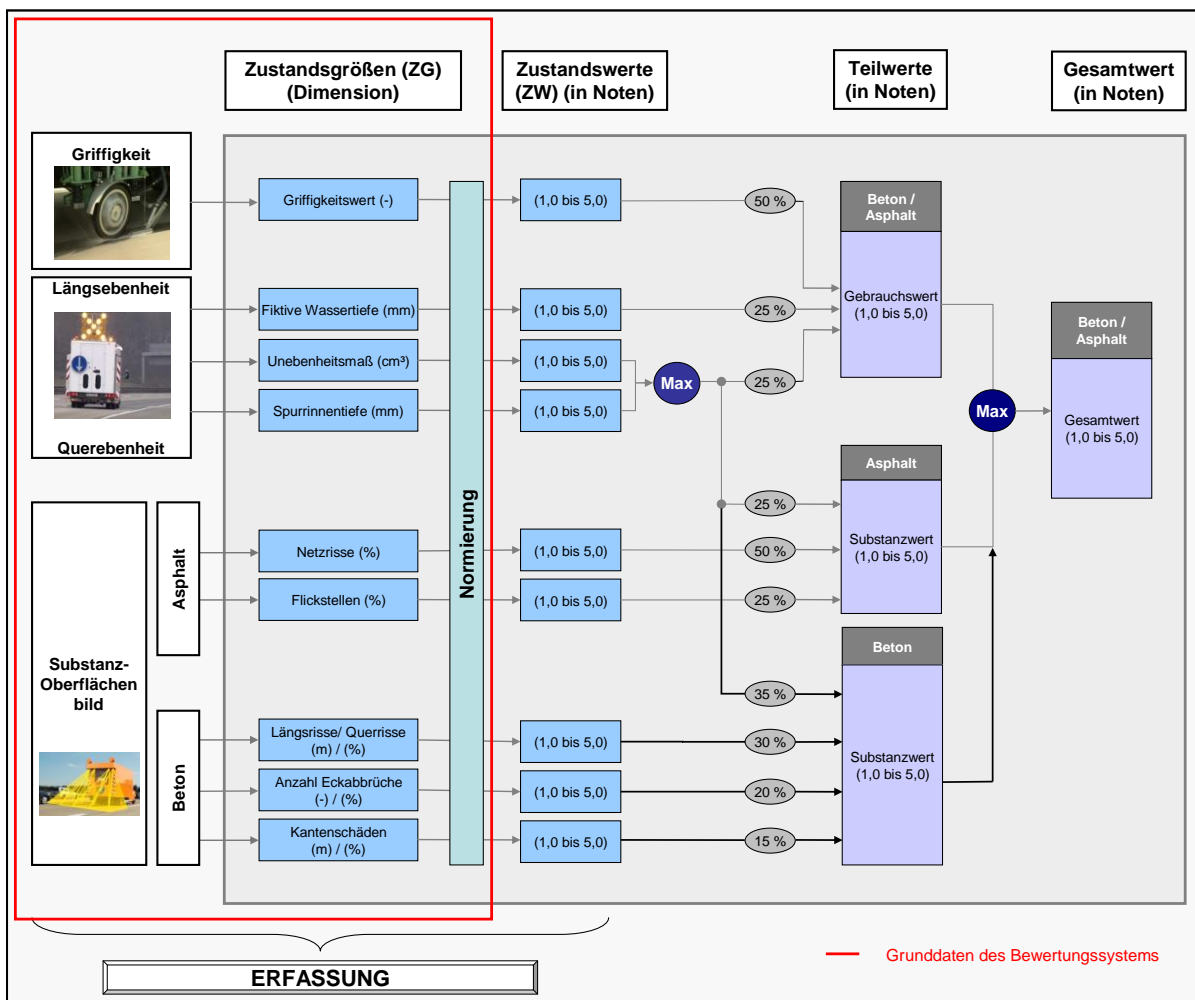 Zustandsgrößen (ZG)
(Dimension)
Zustandswerte
(ZW) (in Noten)
Teilwerte
(in Noten)
Gesamtwert
(in Noten)
Griffigkeit
Griffigkeitswert (-)
(1,0 bis 5,0)
50 %
Beton /
Asphalt
Gebrauchswert
(1,0 bis 5,0)
Längsebenheit
Querebenheit
Fiktive Wassertiefe (mm)
(1,0 bis 5,0)
25 %
Unebenheitsmaß (cm³)
(1,0 bis 5,0)
Spurrinnentiefe (mm)
(1,0 bis 5,0)
Max
25 %
Max
Beton /
Asphalt
Gesamtwert
(1,0 bis 5,0)
Normierung
Substanz-
Oberflächen
bild
Asphalt
Netzrisse (%)
(1,0 bis 5,0)
Flickstellen (%)
(1,0 bis 5,0)
25 %
50 %
25 %
Asphalt
Substanzwert
(1,0 bis 5,0)
Beton
Längsrisse/ Querrisse
(m) / (%)
(1,0 bis 5,0)
Anzahl Eckabbrüche
(-) / (%)
(1,0 bis 5,0)
Kantenschäden
(m) / (%)
(1,0 bis 5,0)
35 %
30 %
20 %
15 %
Beton
Substanzwert
(1,0 bis 5,0)
ERFASSUNG
Grunddaten des Bewertungssystems